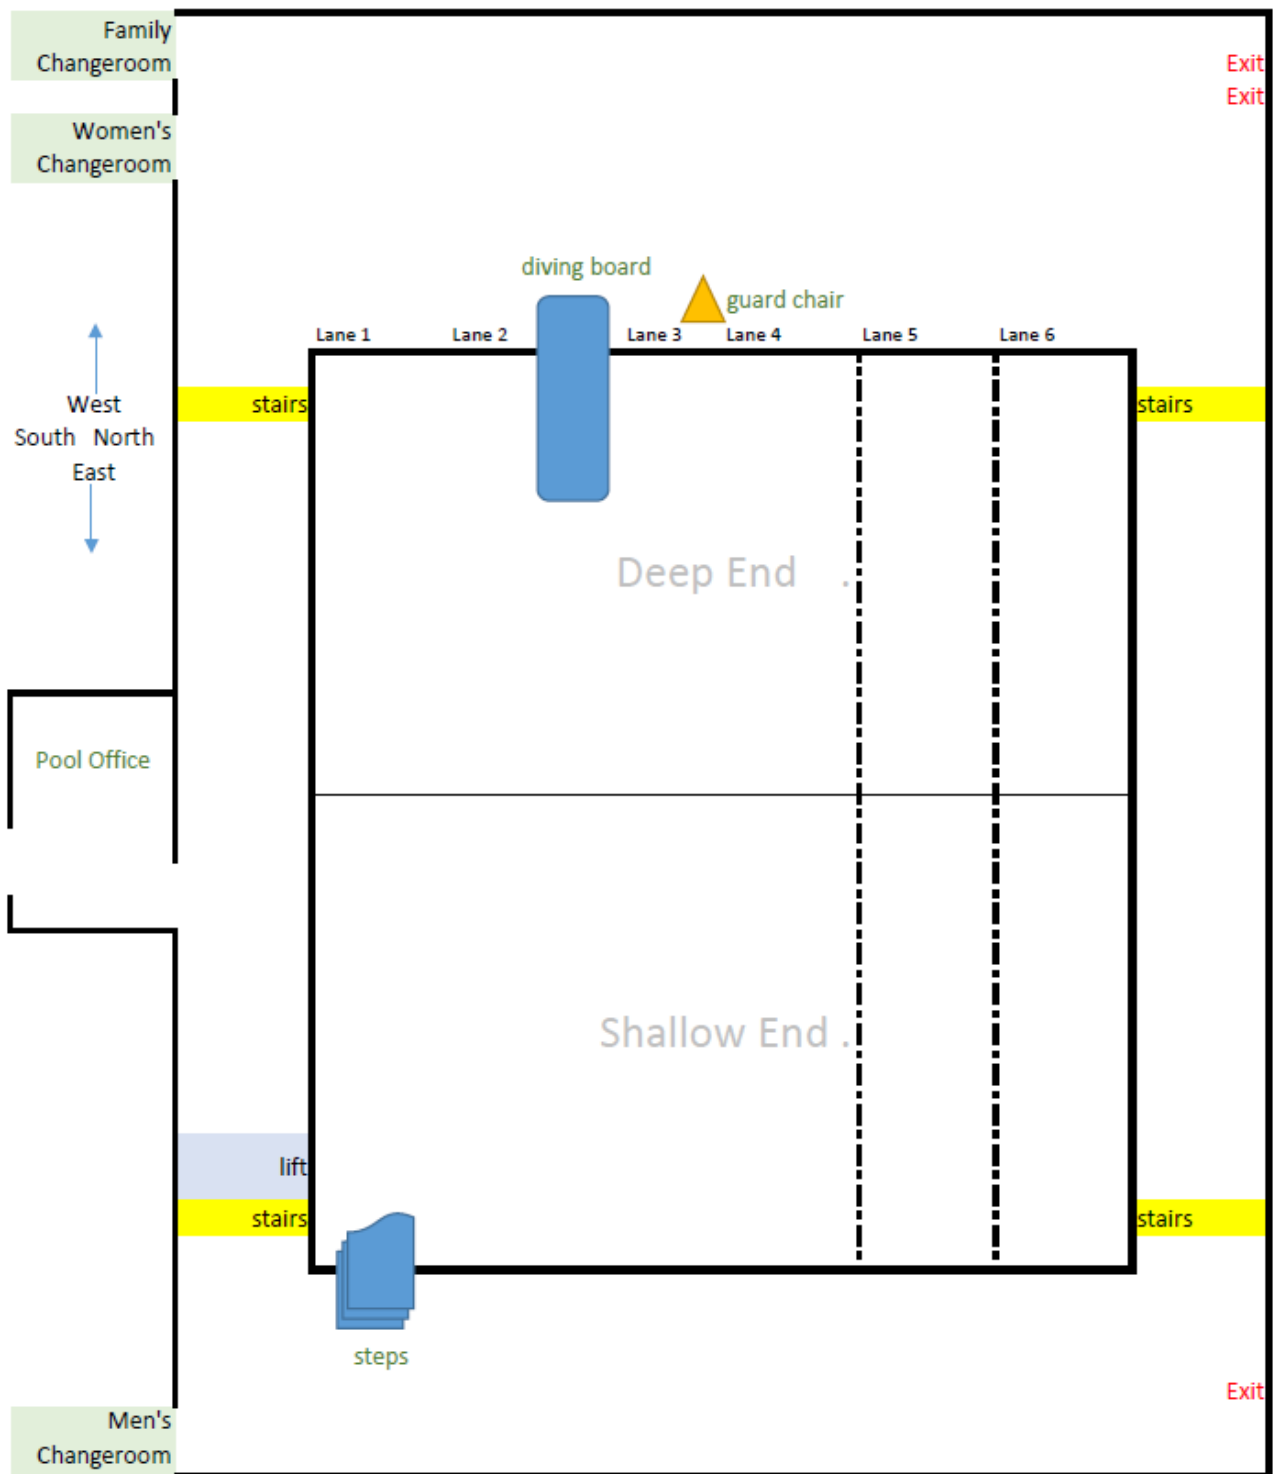 Family
Changeroom
Exit
Exit
Women's
Changeroom
diving board
guard chair
Lane 1
Lane 2
Lane 3
Lane 4
Lane 5
Lane 6
West
South North
East
stairs
stairs
Deep End .
Pool Office
Shallow End .
lift
stairs
stairs
steps
Exit
Men's
Changeroom